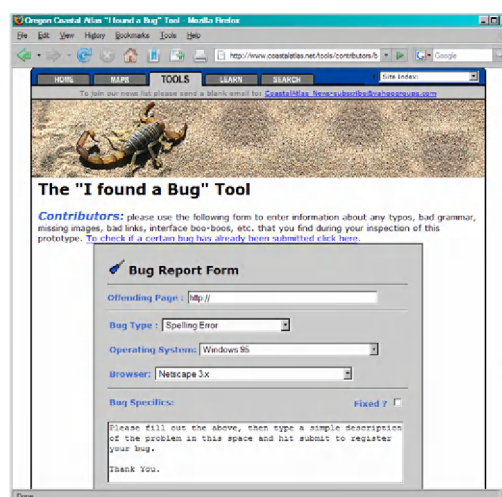 Oregon Coastal Atlas "I found a Bug" Tool - Mozilla Firefox
File Edit View History Bookmarks Tools Help
http://www.coastalatlas.net/tools/contributors/b
Google
HOME MAPS TOOLS LEARN SEARCH Site Index:
To join our news list please send a blank email to: CoastalAtlas_News-subscribe@yahoogroups.com
The "I found a Bug" Tool
Contributors: please use the following form to enter information about any typos, bad grammar,
missing images, bad links, interface boo-boos, etc. that you find during your inspection of this
prototype. To check if a certain bug has already been submitted click here.
Bug Report Form
Offending Page : http://
Bug Type : Spelling Error
Operating System: Windows 95
Browser: Netscape 3.x
Bug Specifics: Fixed ?
Please fill out the above, then type a simple description
of the problem in this space and hit submit to register
your bug.
Thank You.
Done